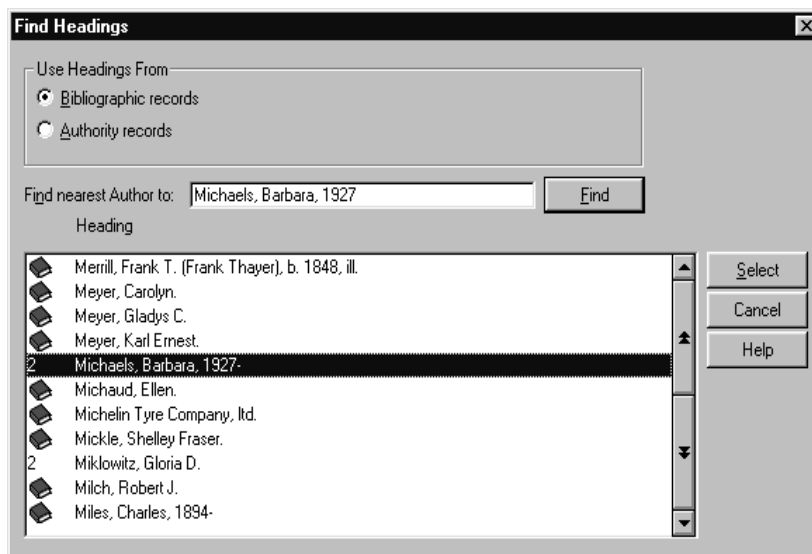 Find Headings
Use Headings From
Bibliographic records
Authority records
Find nearest Author to: Michaels, Barbara, 1927 Find
Heading
Merrill, Frank T. (Frank Thayer), b. 1848, ill.
Meyer, Carolyn.
Meyer, Gladys C.
Meyer, Karl Ernest.
2 Michaels, Barbara, 1927-
Michaud, Ellen.
Michelin Tyre Company, ltd.
Mickle, Shelley Fraser.
2 Miklowitz, Gloria D.
Milch, Robert J.
Miles, Charles, 1894-
Select
Cancel
Help